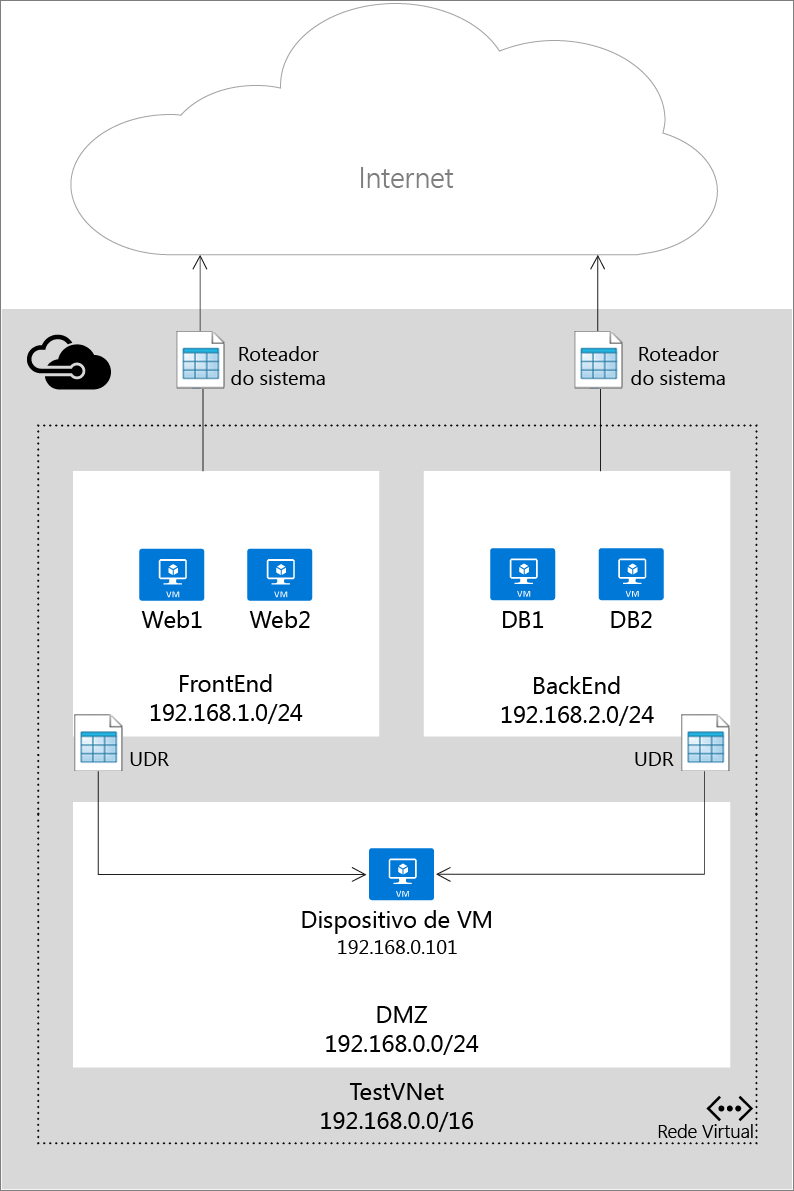 Internet
Roteador
do sistema
Roteador
do sistema
VM
VM
VM
VM
Web1
Web2
DB1
DB2
FrontEnd
192.168.1.0/24
BackEnd
192.168.2.0/24
UDR
UDR
VM
Dispositivo de VM
192.168.0.101
DMZ
192.168.0.0/24
TestVNet
192.168.0.0/16
Rede Virtual